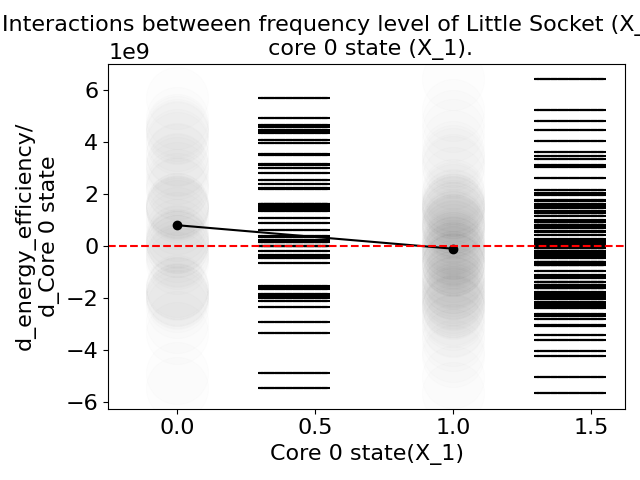 Interactions betweeen frequency level of Little Socket (X_
core 0 state (X_1).
1e9
6
4
2
0
−2
−4
−6
d_energy_efficiency/
d_Core 0 state
0.0 0.5 1.0 1.5
Core 0 state(X_1)